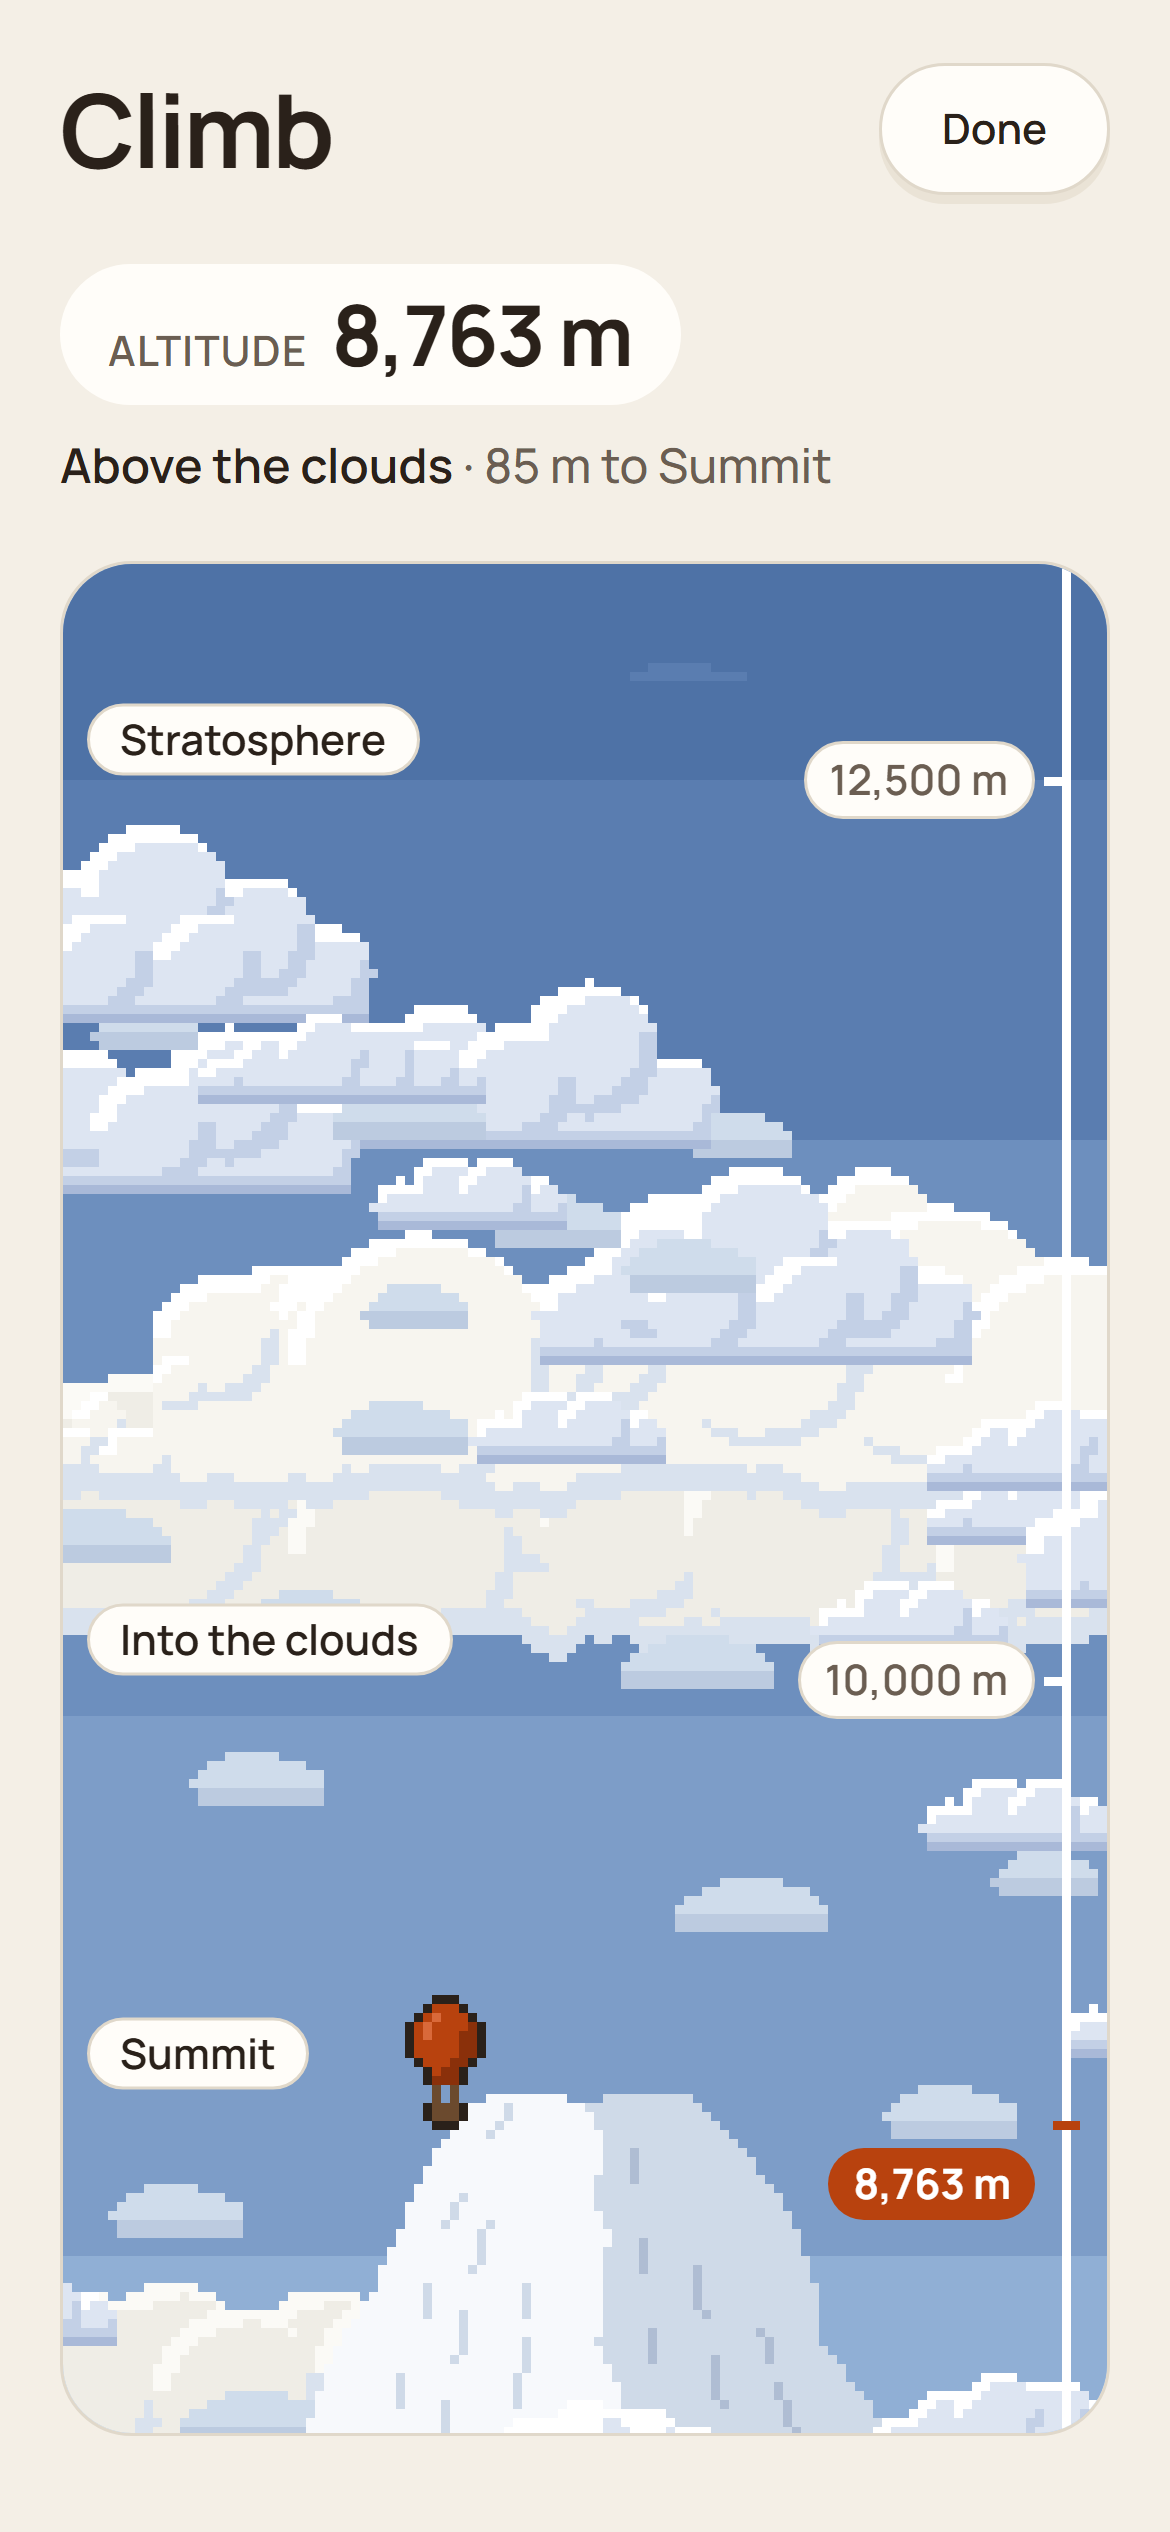 Climb
Done
ALTITUDE 8,763 m
Above the clouds · 85 m to Summit
Stratosphere
12,500 m
Into the clouds
10,000 m
Summit
8,763 m